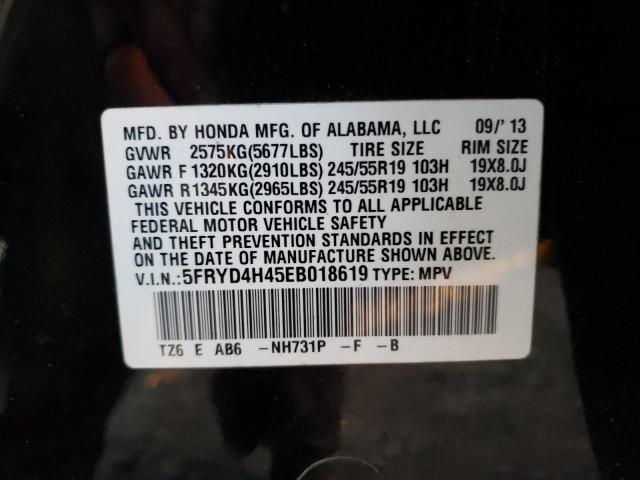 MFD. BY HONDA MFG. OF ALABAMA, LLC 09/' 13
GVWR 2575KG(5677LBS) TIRE SIZE RIM SIZE
GAWR F 1320KG(2910LBS) 245/55R19 103H 19X8.0J
GAWR R 1345KG(2965LBS) 245/55R19 103H 19X8.0J
THIS VEHICLE CONFORMS TO ALL APPLICABLE
FEDERAL MOTOR VEHICLE SAFETY
AND THEFT PREVENTION STANDARDS IN EFFECT
ON THE DATE OF MANUFACTURE SHOWN ABOVE.
V.I.N.: 5FRYD4H45EB018619 TYPE: MPV
TZ6 E AB6 -NH731P -F -B